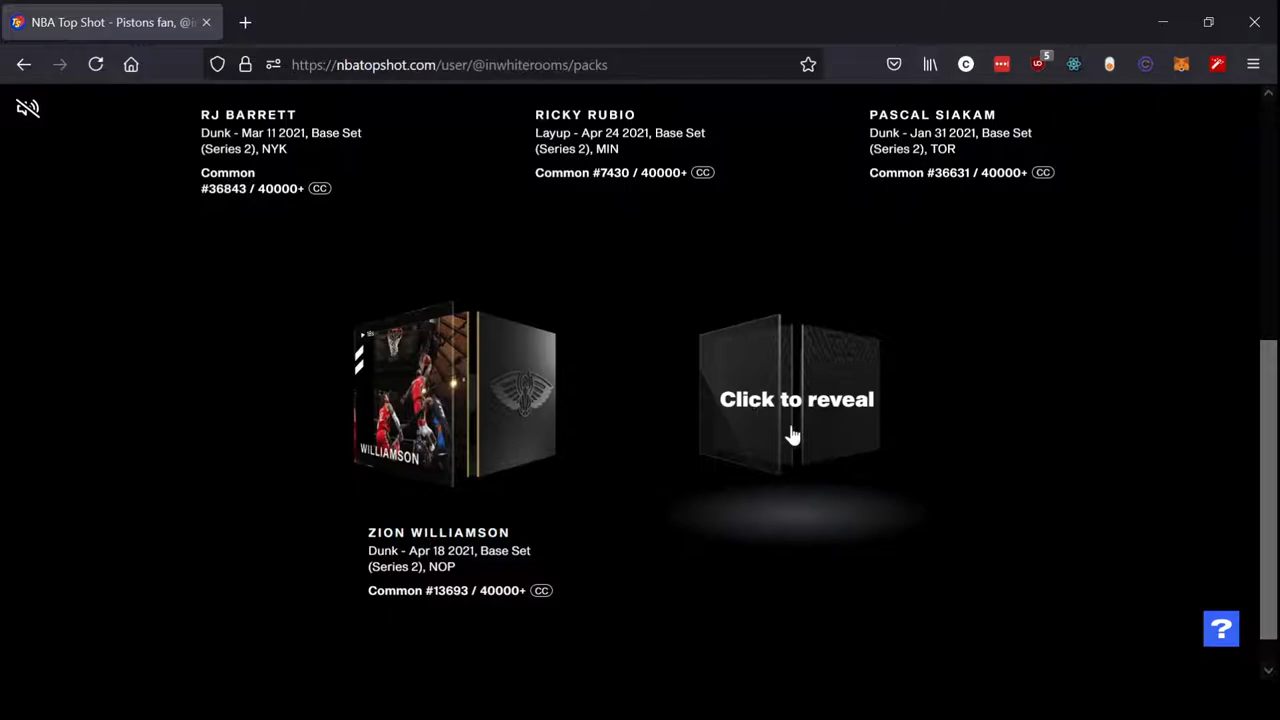 NBA Top Shot - Pistons fan, @in
https://nbatopshot.com/user/@inwhiterooms/packs
5
RJ BARRETT
Dunk - Mar 11 2021, Base Set
(Series 2), NYK
Common
#36843 / 40000+ CC
RICKY RUBIO
Layup - Apr 24 2021, Base Set
(Series 2), MIN
Common #7430 / 40000+ CC
PASCAL SIAKAM
Dunk - Jan 31 2021, Base Set
(Series 2), TOR
Common #36631 / 40000+ CC
WILLIAMSON
Click to reveal
ZION WILLIAMSON
Dunk - Apr 18 2021, Base Set
(Series 2), NOP
Common #13693 / 40000+ CC
?